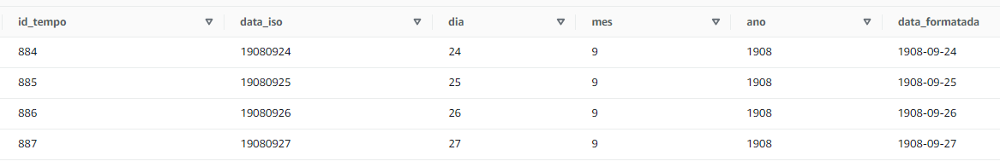 id_tempo data_iso dia mes ano data_formatada
884 19080924 24 9 1908 1908-09-24
885 19080925 25 9 1908 1908-09-25
886 19080926 26 9 1908 1908-09-26
887 19080927 27 9 1908 1908-09-27